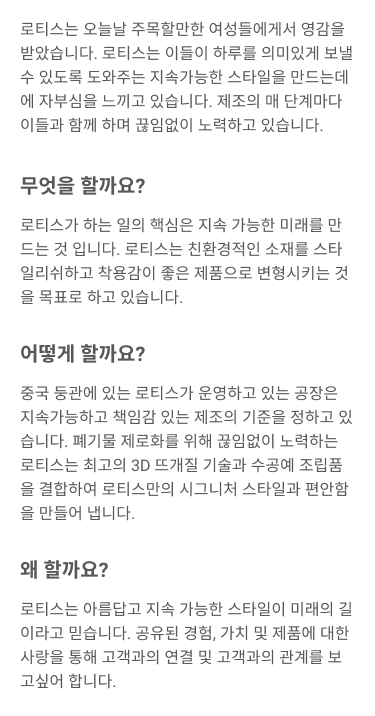 로티스는 오늘날 주목할만한 여성들에게서 영감을
받았습니다. 로티스는 이들이 하루를 의미있게 보낼
수 있도록 도와주는 지속가능한 스타일을 만드는데
에 자부심을 느끼고 있습니다. 제조의 매 단계마다
이들과 함께 하며 끊임없이 노력하고 있습니다.
무엇을 할까요?
로티스가 하는 일의 핵심은 지속 가능한 미래를 만
드는 것 입니다. 로티스는 친환경적인 소재를 스타
일리쉬하고 착용감이 좋은 제품으로 변형시키는 것
을 목표로 하고 있습니다.
어떻게 할까요?
중국 둥관에 있는 로티스가 운영하고 있는 공장은
지속가능하고 책임감 있는 제조의 기준을 정하고 있
습니다. 폐기물 제로화를 위해 끊임없이 노력하는
로티스는 최고의 3D 뜨개질 기술과 수공예 조립품
을 결합하여 로티스만의 시그니처 스타일과 편안함
을 만들어 냅니다.
왜 할까요?
로티스는 아름답고 지속 가능한 스타일이 미래의 길
이라고 믿습니다. 공유된 경험, 가치 및 제품에 대한
사랑을 통해 고객과의 연결 및 고객과의 관계를 보
고싶어 합니다.